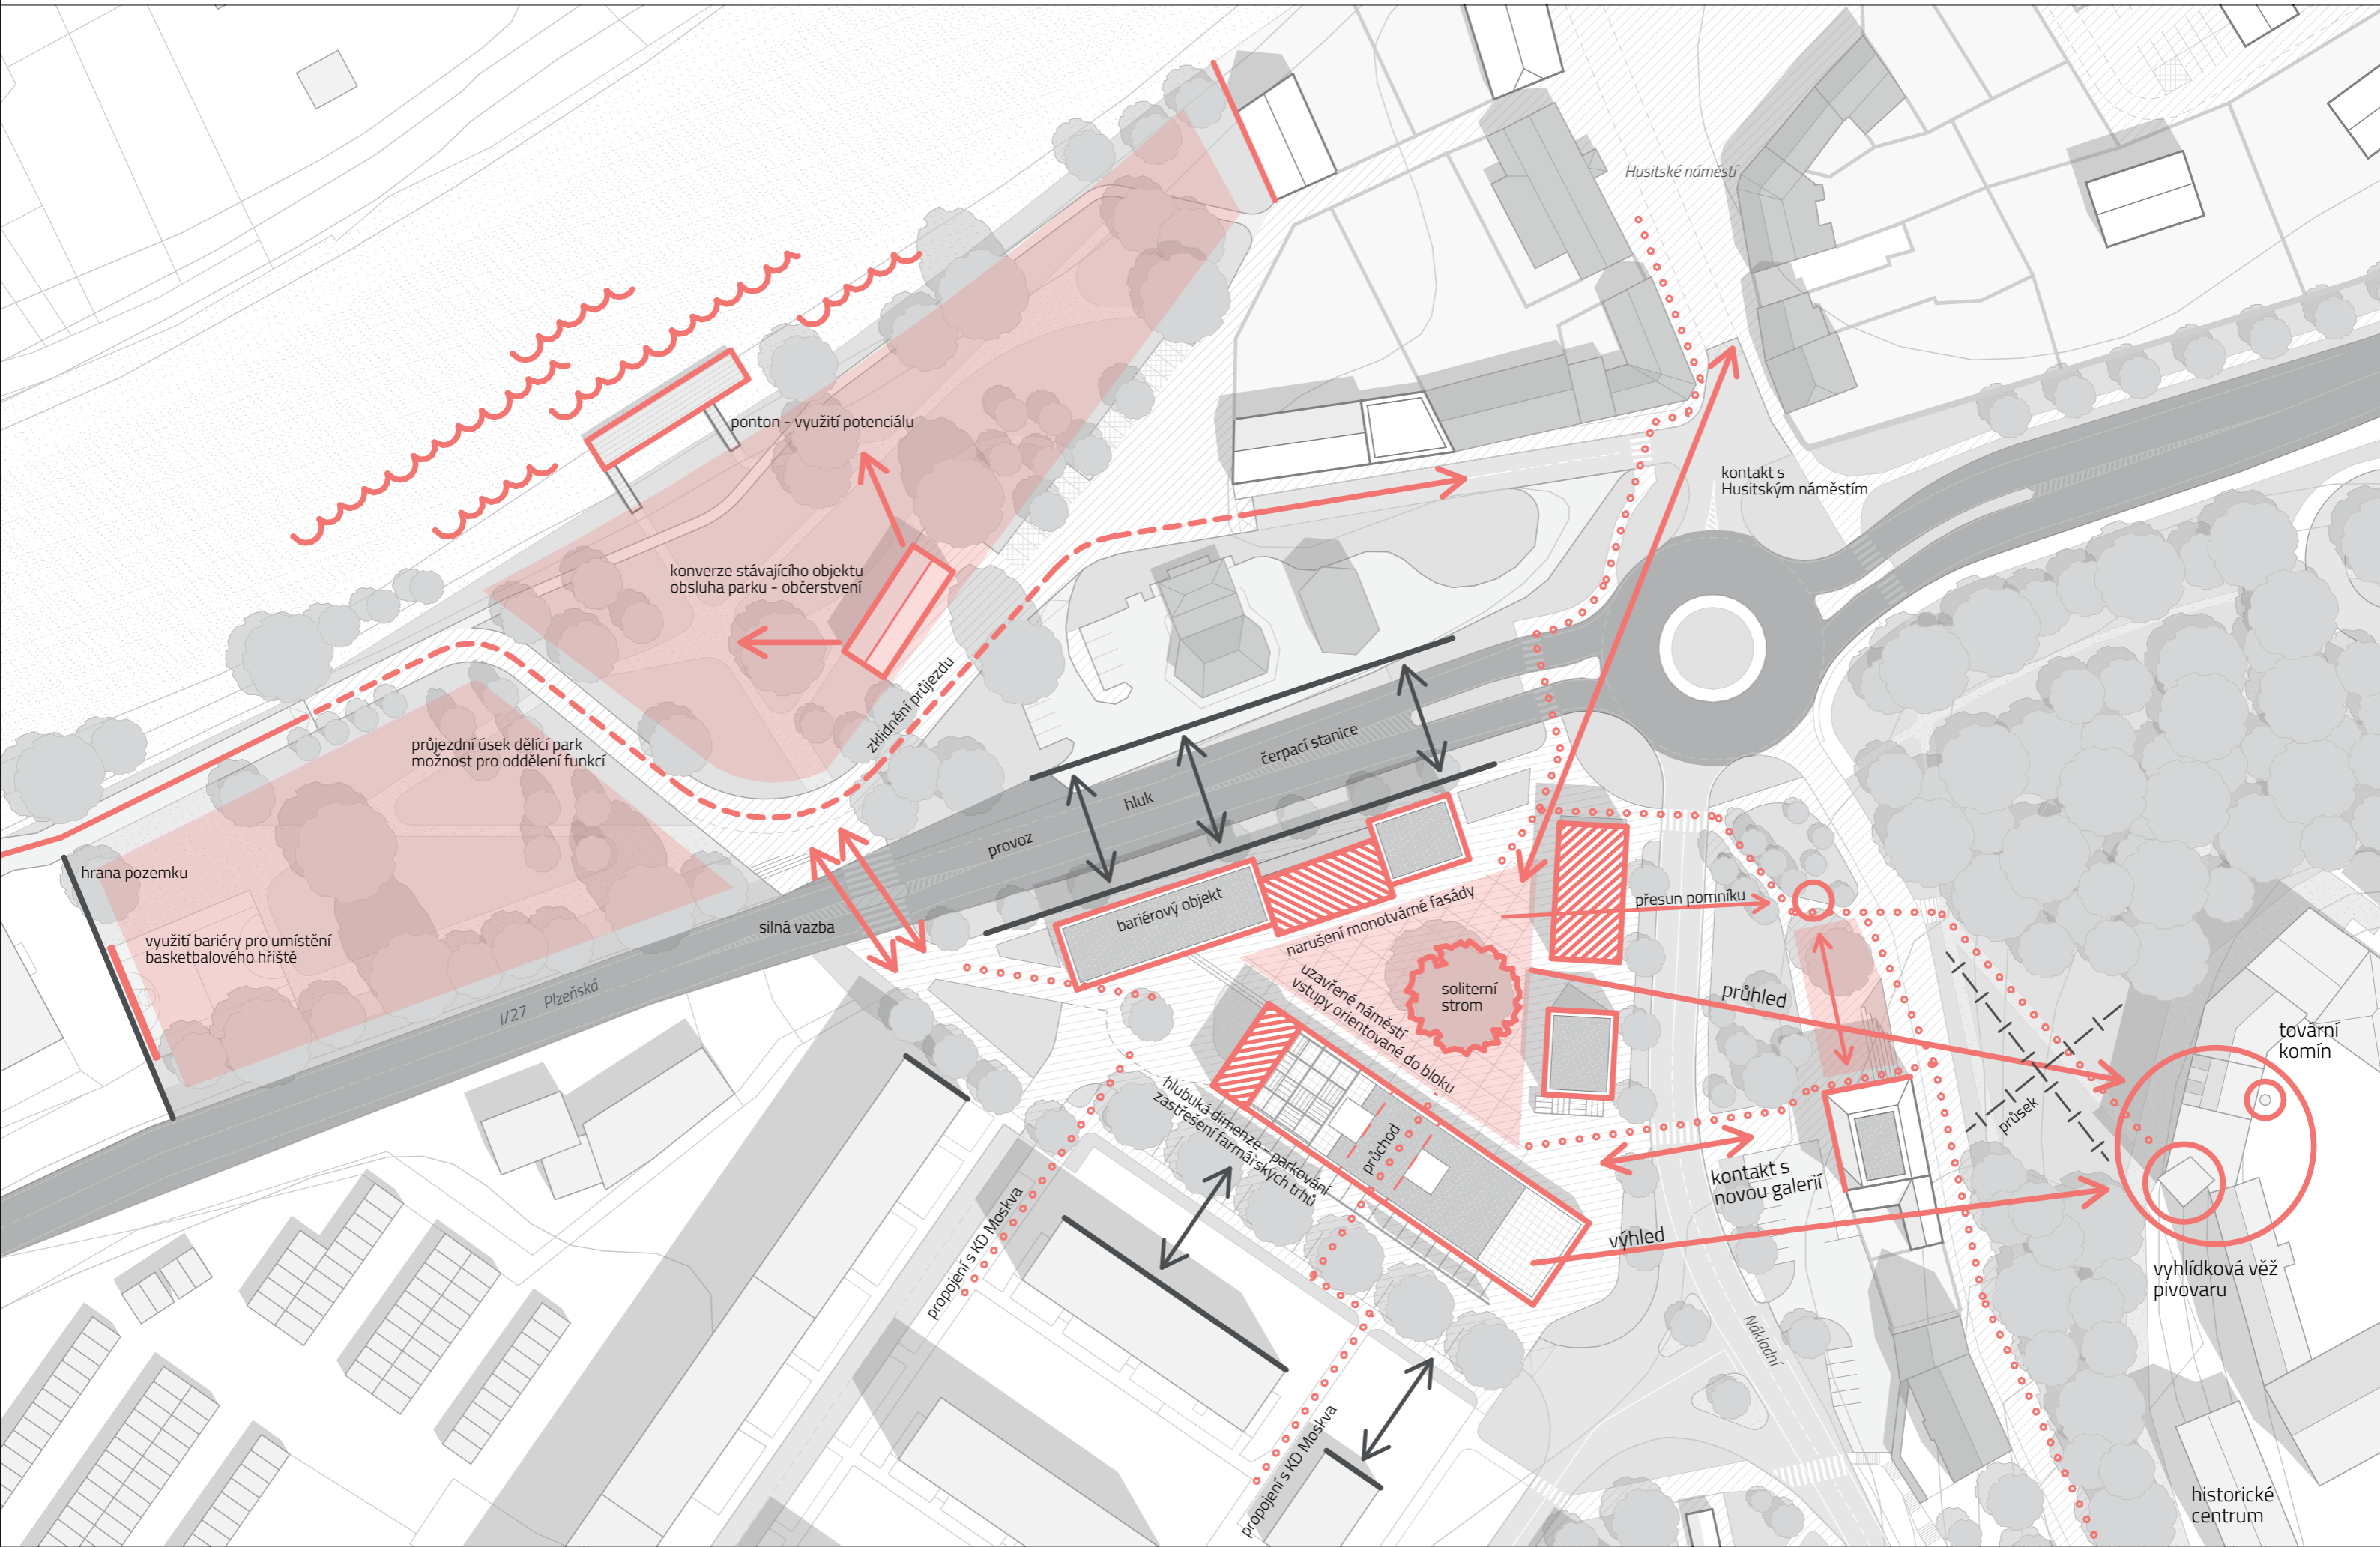 Husitské náměstí
ponton - využití potenciálu
kontakt s
Husitským náměstím
konverze stávajícího objektu
obsluha parku - občerstvení
zklidnění průjezdu
průjezdní úsek dělící park
možnost pro oddělení funkcí
čerpací stanice
hluk
provoz
hrana pozemku
využití bariéry pro umístění
basketbalového hřiště
silná vazba
bariérový objekt
narušení monotvárné fasády
přesun pomníku
I/27 Plzeňská
uzavřené náměstí
vstupy orientované do bloku
soliterní
strom
průhled
tovární
komín
hlubuká dimenze - parkování
zastřešení farmářských trhů
průchod
průsek
kontakt s
novou galerií
výhled
propojení s KD Moskva
vyhlídková věž
pivovaru
Nákladní
propojení s KD Moskva
historické
centrum